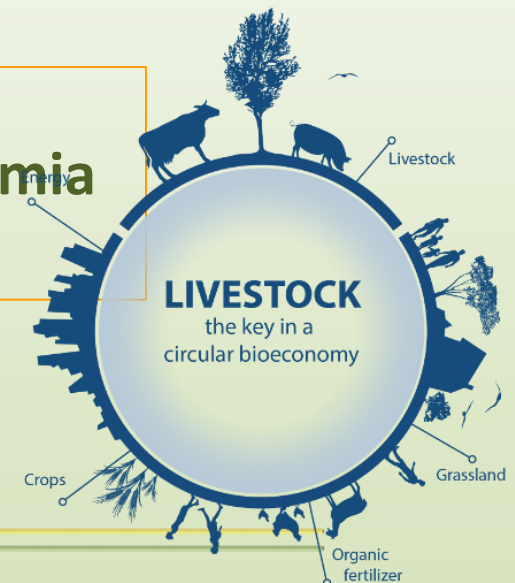 mia
Energy
Livestock
LIVESTOCK
the key in a
circular bioeconomy
Crops
Grassland
Organic
fertilizer